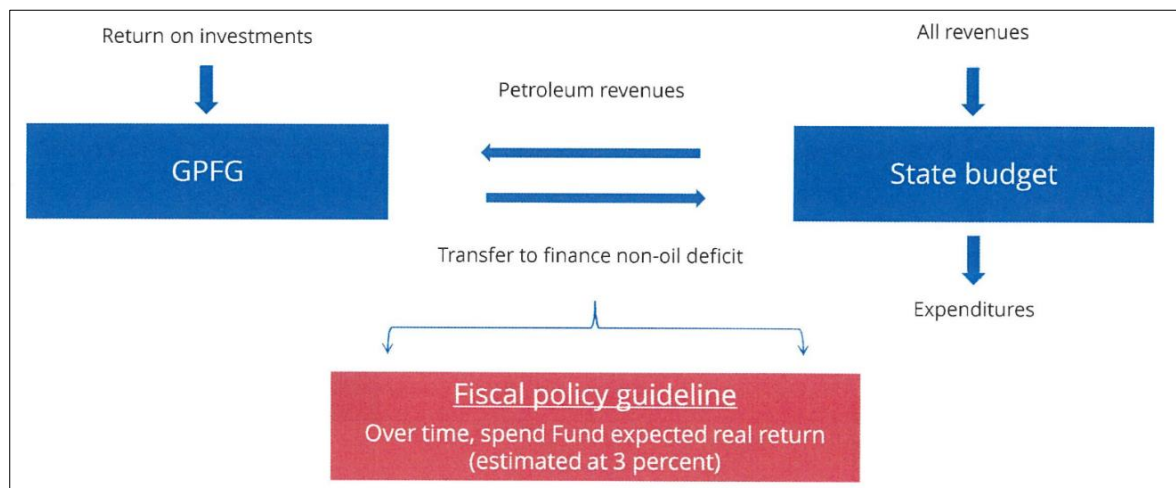 Return on investments
All revenues
Petroleum revenues
GPFG
State budget
Transfer to finance non-oil deficit
Expenditures
Fiscal policy guideline
Over time, spend Fund expected real return
(estimated at 3 percent)